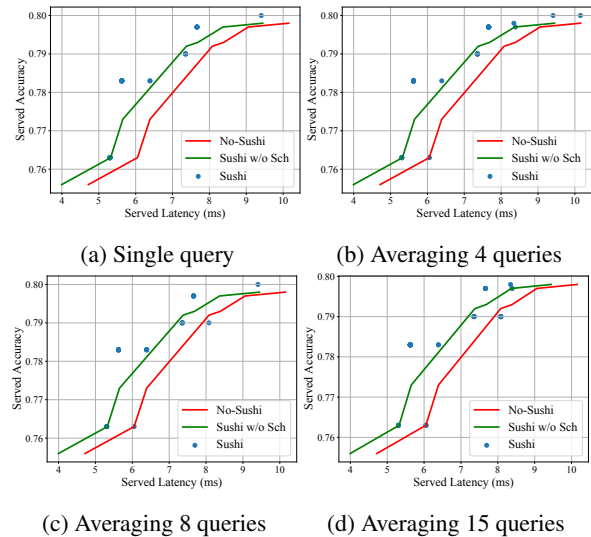 0.80
0.79
0.78
0.77
0.76
Served Accuracy
No-Sushi
Sushi w/o Sch
Sushi
4 5 6 7 8 9 10
Served Latency (ms)
(a) Single query
0.80
0.79
0.78
0.77
0.76
Served Accuracy
No-Sushi
Sushi w/o Sch
Sushi
4 5 6 7 8 9 10
Served Latency (ms)
(b) Averaging 4 queries
0.80
0.79
0.78
0.77
0.76
Served Accuracy
No-Sushi
Sushi w/o Sch
Sushi
4 5 6 7 8 9 10
Served Latency (ms)
(c) Averaging 8 queries
0.80
0.79
0.78
0.77
0.76
Served Accuracy
No-Sushi
Sushi w/o Sch
Sushi
4 5 6 7 8 9 10
Served Latency (ms)
(d) Averaging 15 queries